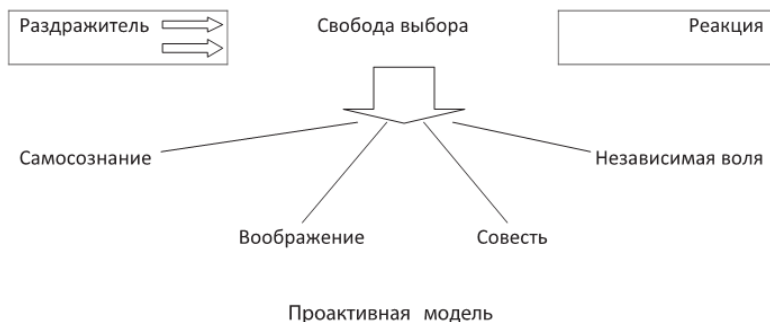 Раздражитель Свобода выбора Реакция
Самосознание Независимая воля
Воображение Совесть
Проактивная модель